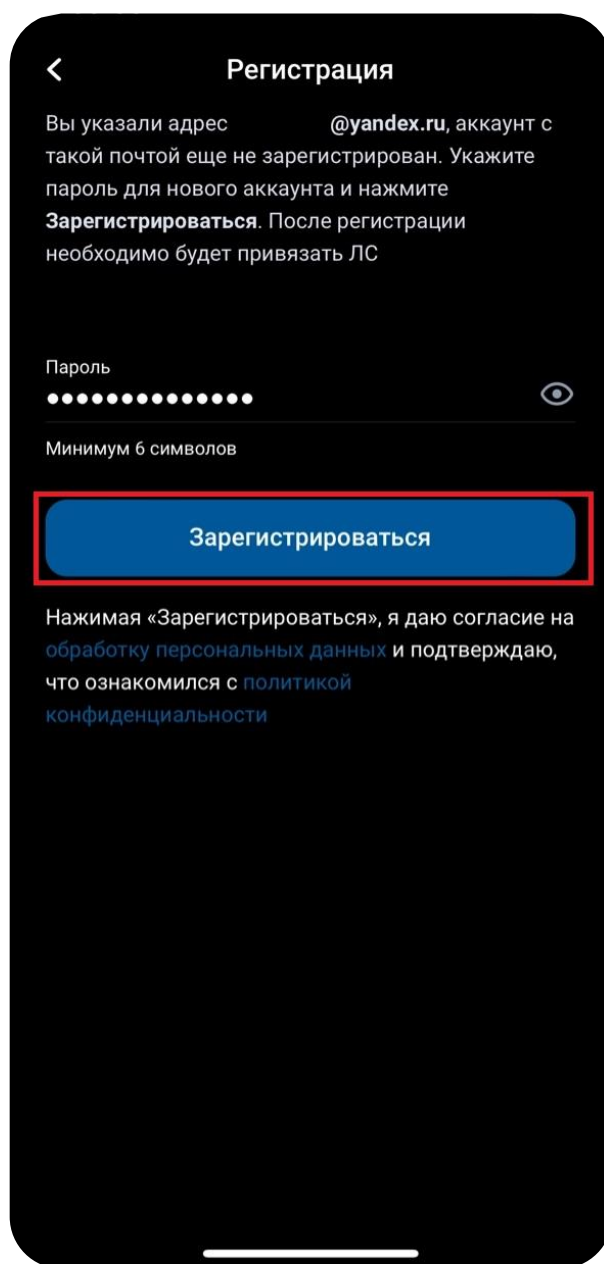 Регистрация
Вы указали адрес @yandex.ru, аккаунт с
такой почтой еще не зарегистрирован. Укажите
пароль для нового аккаунта и нажмите
Зарегистрироваться. После регистрации
необходимо будет привязать ЛС
Пароль
••••••••••••••
Минимум 6 символов
Зарегистрироваться
Нажимая «Зарегистрироваться», я даю согласие на
обработку персональных данных и подтверждаю,
что ознакомился с политикой
конфиденциальности